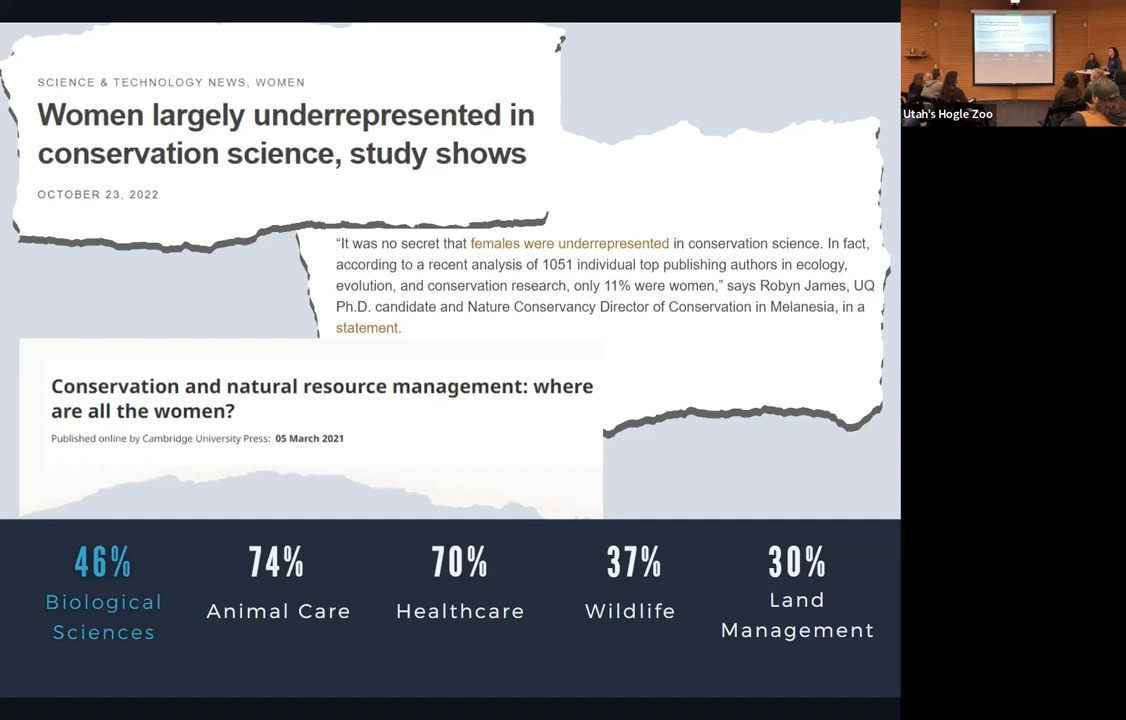 SCIENCE & TECHNOLOGY NEWS, WOMEN
Women largely underrepresented in
conservation science, study shows
OCTOBER 23, 2022
“It was no secret that females were underrepresented in conservation science. In fact,
according to a recent analysis of 1051 individual top publishing authors in ecology,
evolution, and conservation research, only 11% were women,” says Robyn James, UQ
Ph.D. candidate and Nature Conservancy Director of Conservation in Melanesia, in a
statement.
Conservation and natural resource management: where
are all the women?
Published online by Cambridge University Press: 05 March 2021
46%
Biological
Sciences
74%
Animal Care
70%
Healthcare
37%
Wildlife
30%
Land
Management
Utah's Hogle Zoo